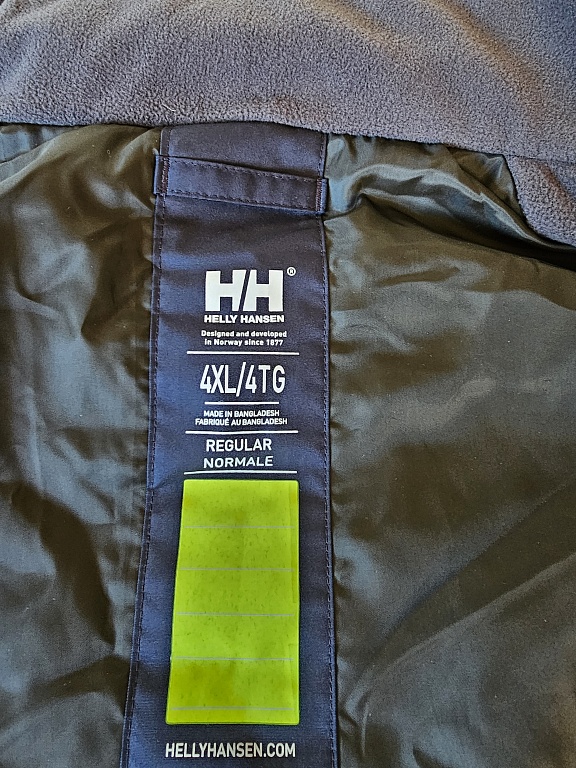 HH®
HELLY HANSEN
Designed and developed
in Norway since 1877
4XL/4TG
MADE IN BANGLADESH
FABRIQUÉ AU BANGLADESH
REGULAR
NORMALE
HELLYHANSEN.COM